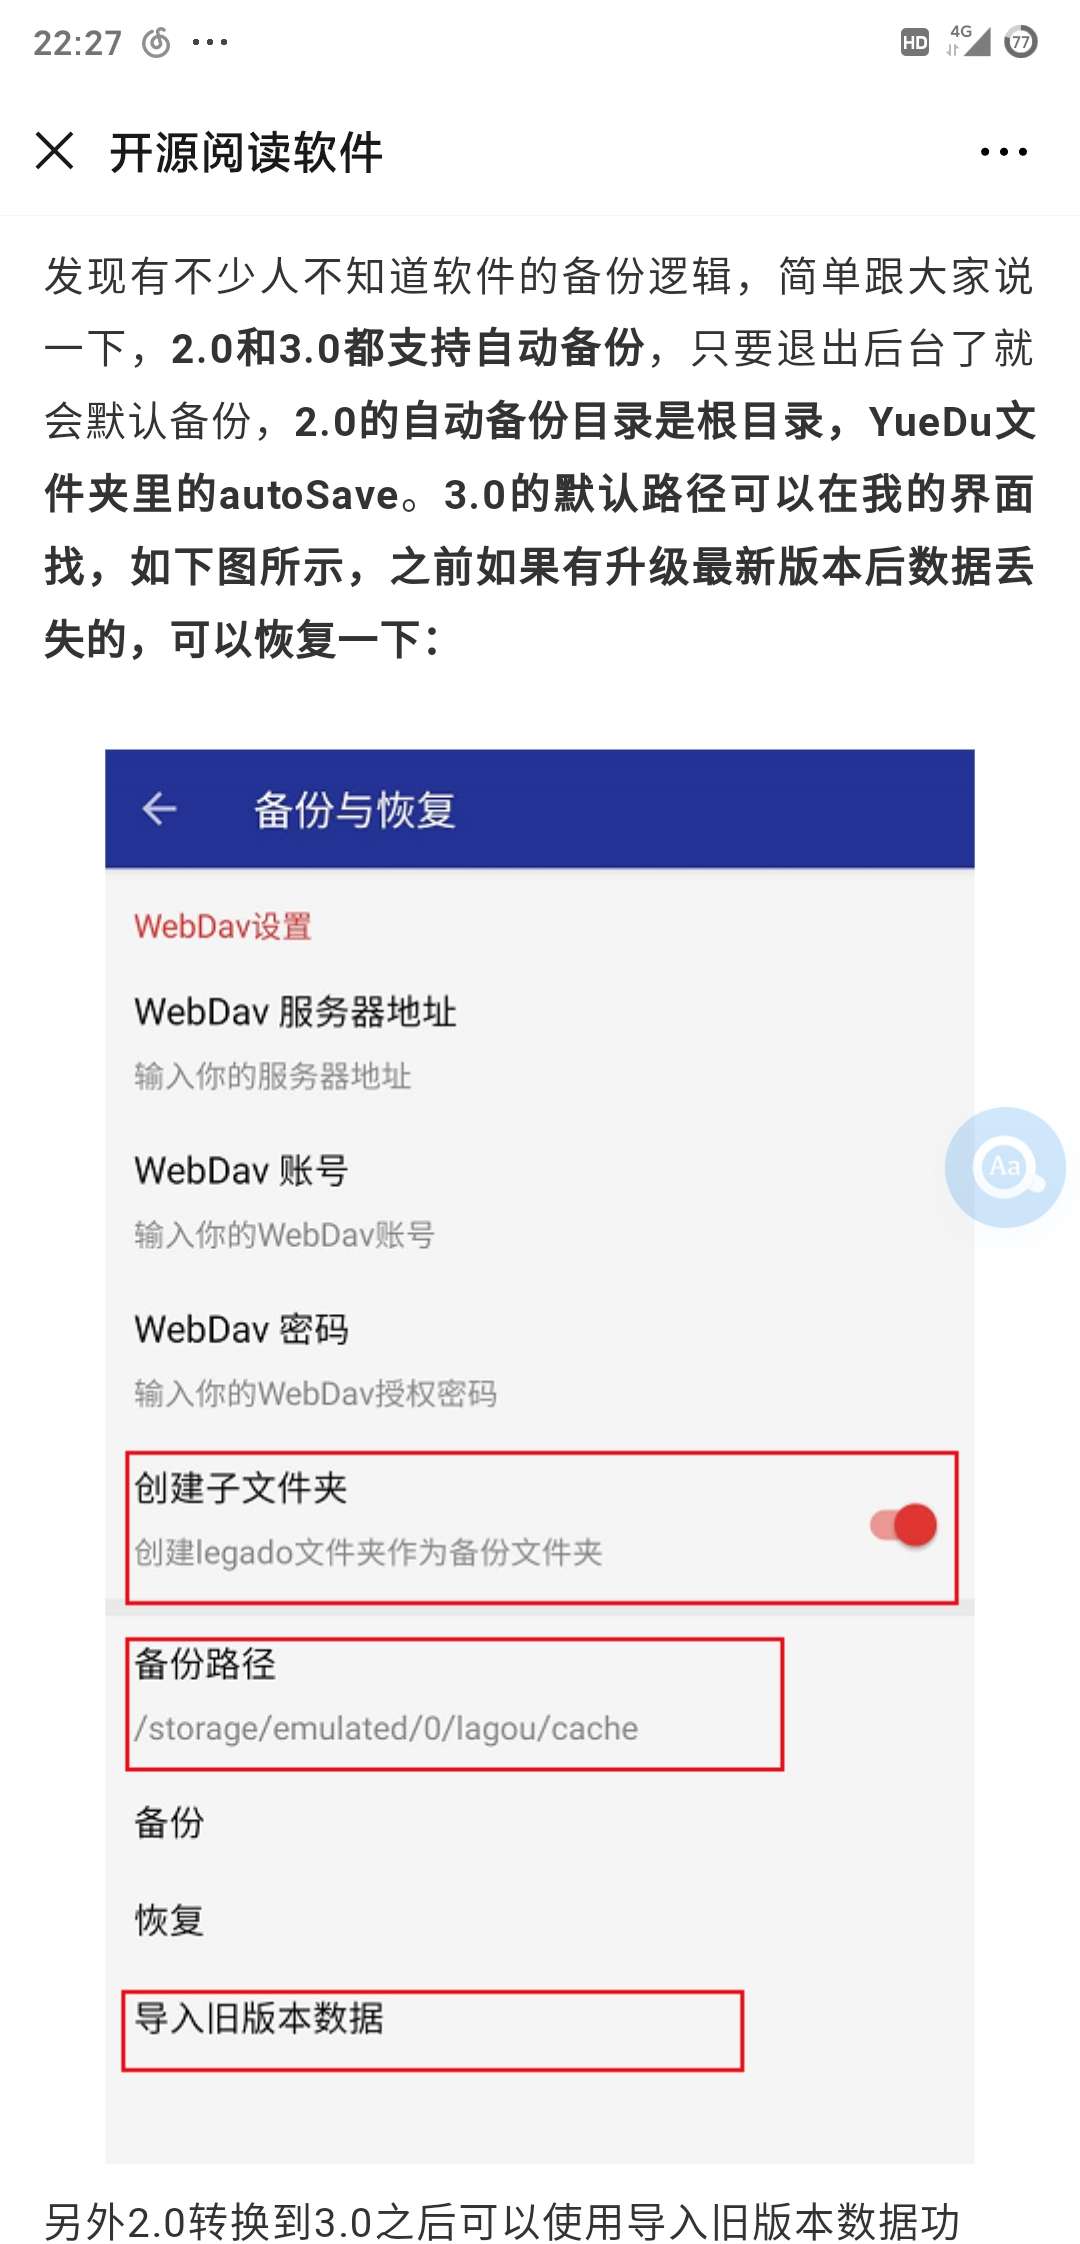 22:27
HD 4G 77
开源阅读软件
发现有不少人不知道软件的备份逻辑，简单跟大家说
一下，2.0和3.0都支持自动备份，只要退出后台了就
会默认备份，2.0的自动备份目录是根目录，YueDu文
件夹里的autoSave。3.0的默认路径可以在我的界面
找，如下图所示，之前如果有升级最新版本后数据丢
失的，可以恢复一下：
备份与恢复
WebDav设置
WebDav 服务器地址
输入你的服务器地址
Aa
WebDav 账号
输入你的WebDav账号
WebDav 密码
输入你的WebDav授权密码
创建子文件夹
创建legado文件夹作为备份文件夹
备份路径
/storage/emulated/0/lagou/cache
备份
恢复
导入旧版本数据
另外2.0转换到3.0之后可以使用导入旧版本数据功